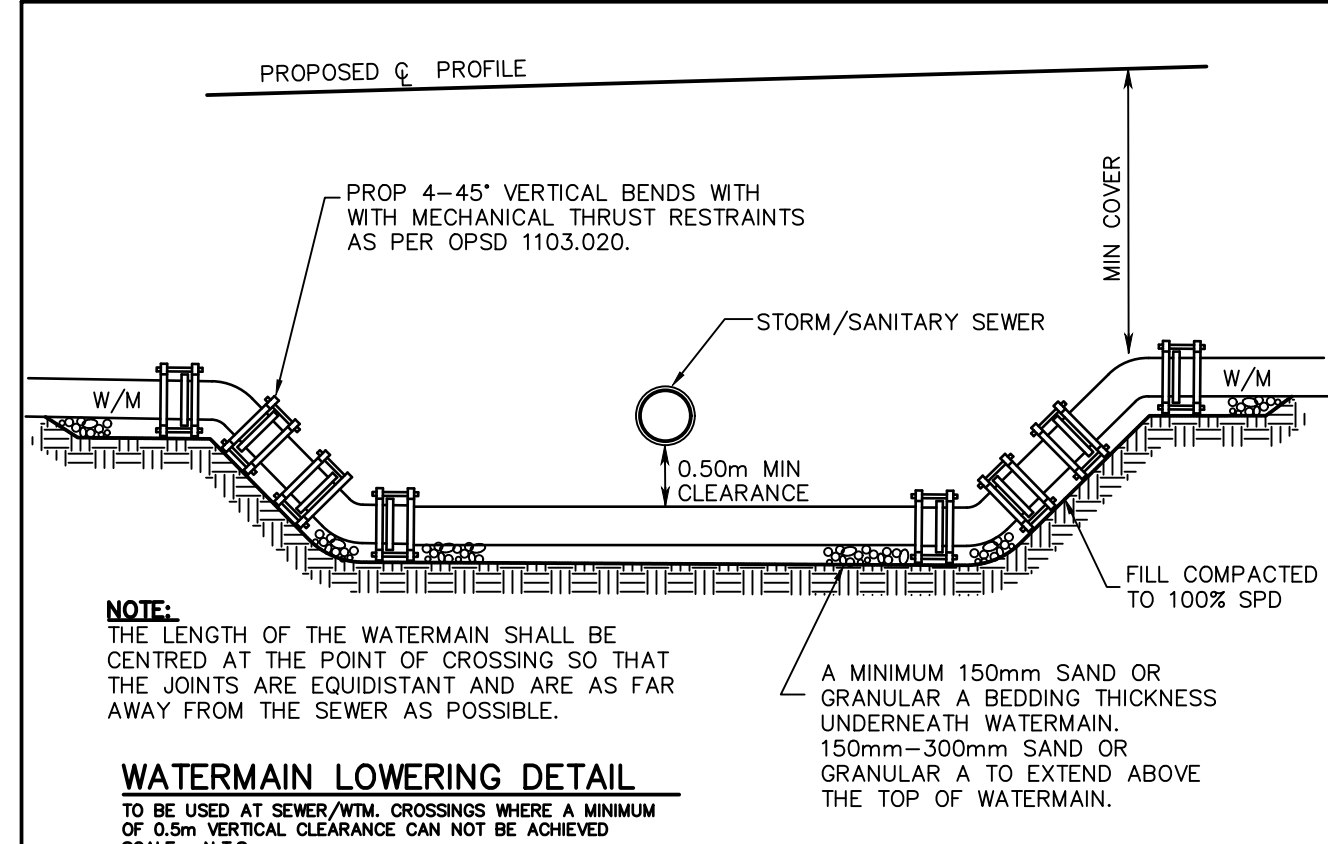 PROPOSED ℄ PROFILE
PROP 4-45° VERTICAL BENDS WITH
WITH MECHANICAL THRUST RESTRAINTS
AS PER OPSD 1103.020.
MIN COVER
STORM/SANITARY SEWER
W/M
W/M
0.50m MIN
CLEARANCE
FILL COMPACTED
TO 100% SPD
NOTE:
THE LENGTH OF THE WATERMAIN SHALL BE
CENTRED AT THE POINT OF CROSSING SO THAT
THE JOINTS ARE EQUIDISTANT AND ARE AS FAR
AWAY FROM THE SEWER AS POSSIBLE.
A MINIMUM 150mm SAND OR
GRANULAR A BEDDING THICKNESS
UNDERNEATH WATERMAIN.
150mm-300mm SAND OR
GRANULAR A TO EXTEND ABOVE
THE TOP OF WATERMAIN.
WATERMAIN LOWERING DETAIL
TO BE USED AT SEWER/WTM. CROSSINGS WHERE A MINIMUM
OF 0.5m VERTICAL CLEARANCE CAN NOT BE ACHIEVED